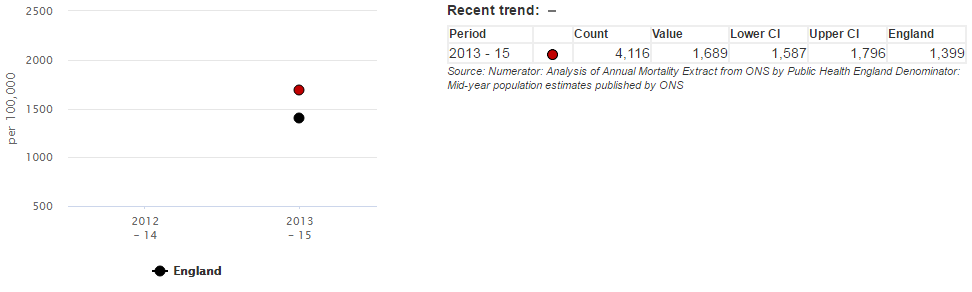 2500
2000
1500
1000
500
per 100,000
2012
- 14
2013
- 15
England
Recent trend: –
Period Count Value Lower CI Upper CI England
2013 - 15 4,116 1,689 1,587 1,796 1,399
Source: Numerator: Analysis of Annual Mortality Extract from ONS by Public Health England Denominator:
Mid-year population estimates published by ONS